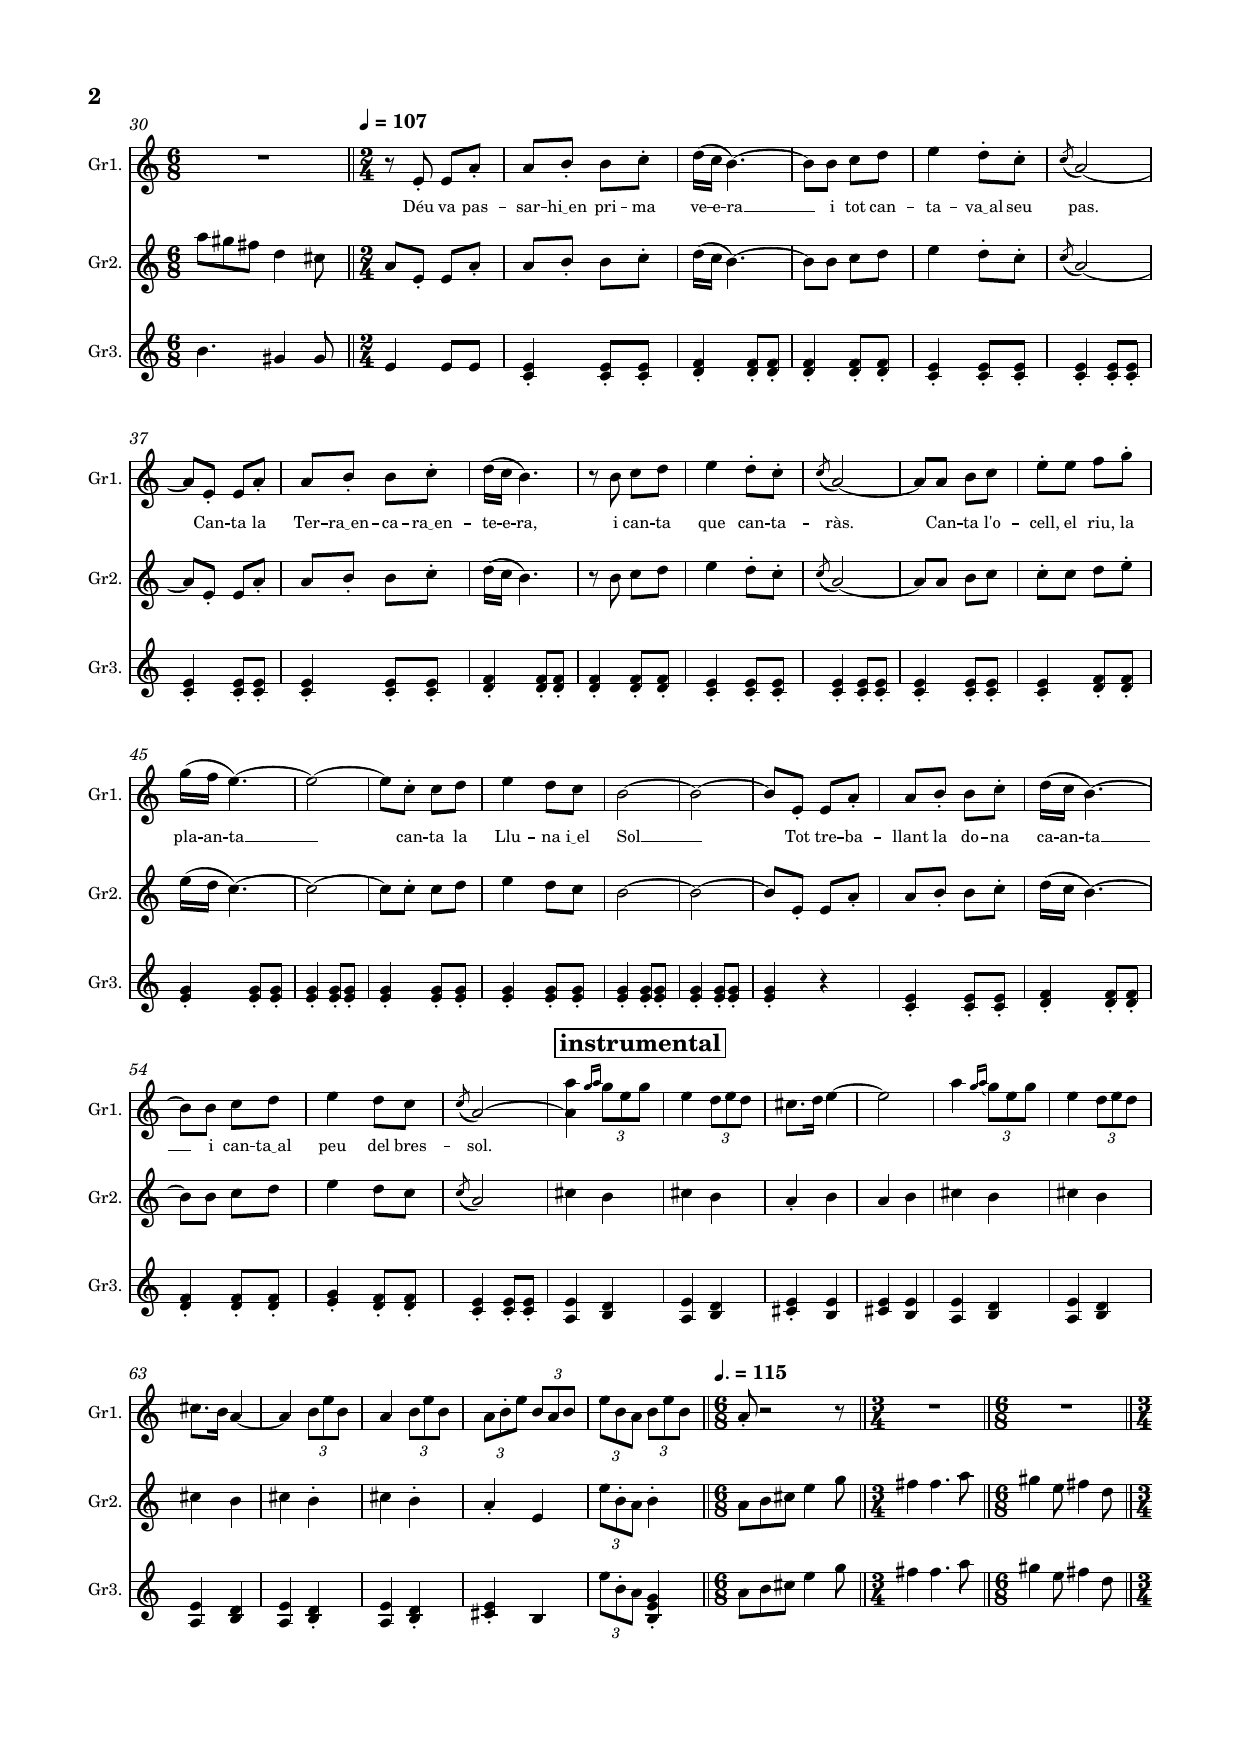 2
30
♩ = 107
Gr1.
Déu va pas – sar – hi‿en pri – ma ve – e – ra __ i tot can – ta – va‿al seu pas.
Gr2.
Gr3.
37
Gr1.
Can – ta la Ter – ra‿en – ca – ra‿en – te – e – ra, i can – ta que can – ta – ràs. Can – ta l'o – cell, el riu, la
Gr2.
Gr3.
45
Gr1.
pla – an – ta __ can – ta la Llu – na i‿el Sol __ Tot tre – ba – llant la do – na ca – an – ta __
Gr2.
Gr3.
instrumental
54
Gr1.
3 3 3 3
__ i can – ta‿al peu del bres – sol.
Gr2.
Gr3.
63
♩. = 115
Gr1.
3 3 3 3 3 3
Gr2.
3
Gr3.
3